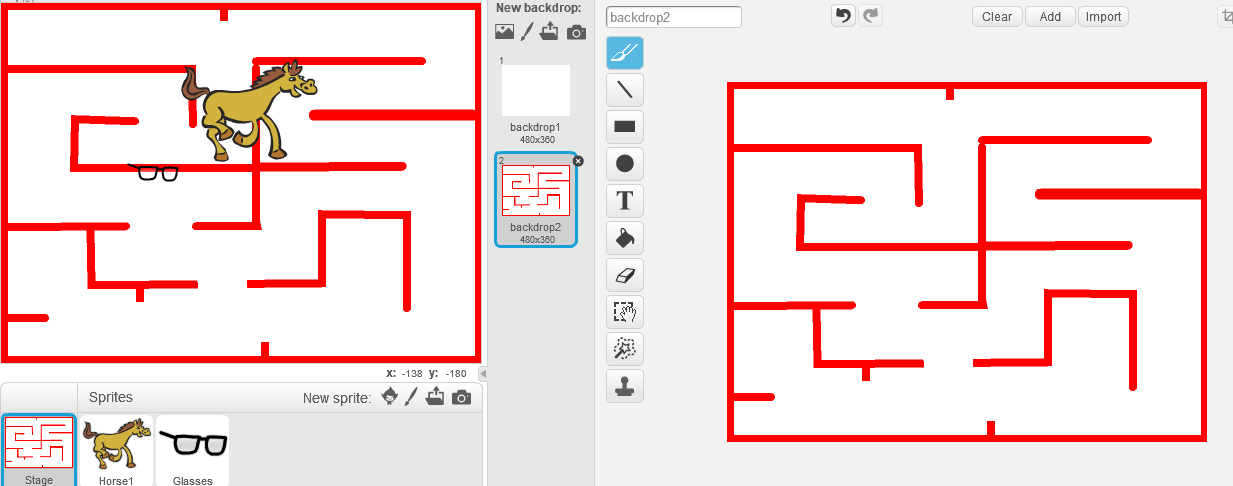 New backdrop:
1
backdrop1
480x360
2
backdrop2
480x360
x: -138 y: -180
Sprites
New sprite:
Stage
Horse1
Glasses
backdrop2
Clear
Add
Import
T